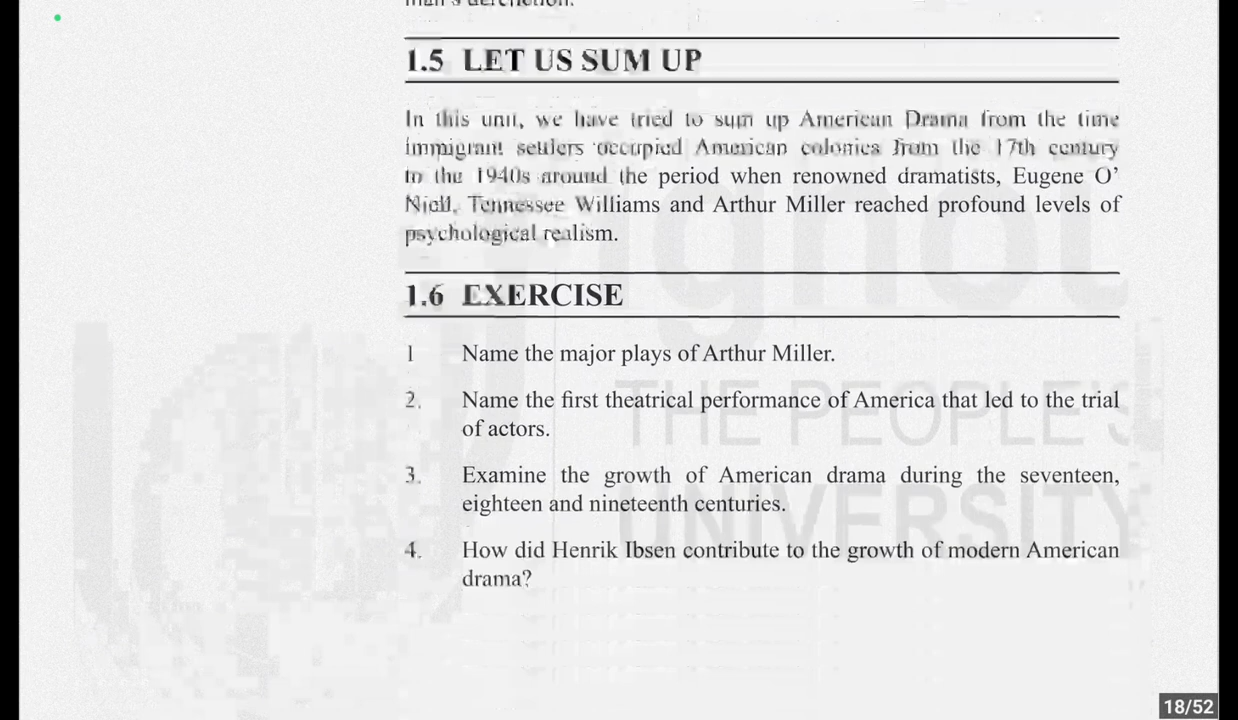 1.5 LET US SUM UP
In this unit, we have tried to sum up American Drama from the time
immigrant settlers occupied American colonies from the 17th century
to the 1940s around the period when renowned dramatists, Eugene O'
Niell, Tennessee Williams and Arthur Miller reached profound levels of
psychological realism.
1.6 EXERCISE
1 Name the major plays of Arthur Miller.
2. Name the first theatrical performance of America that led to the trial
of actors.
3. Examine the growth of American drama during the seventeen,
eighteen and nineteenth centuries.
4. How did Henrik Ibsen contribute to the growth of modern American
drama?
ignou
THE PEOPLE'S
UNIVERSITY
18/52